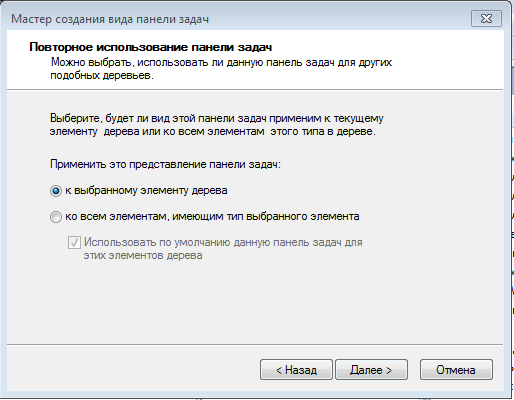 Мастер создания вида панели задач
Повторное использование панели задач
Можно выбрать, использовать ли данную панель задач для других
подобных деревьев.
Выберите, будет ли вид этой панели задач применим к текущему
элементу дерева или ко всем элементам этого типа в дереве.
Применить это представление панели задач:
к выбранному элементу дерева
ко всем элементам, имеющим тип выбранного элемента
Использовать по умолчанию данную панель задач для
этих элементов дерева
< Назад
Далее >
Отмена